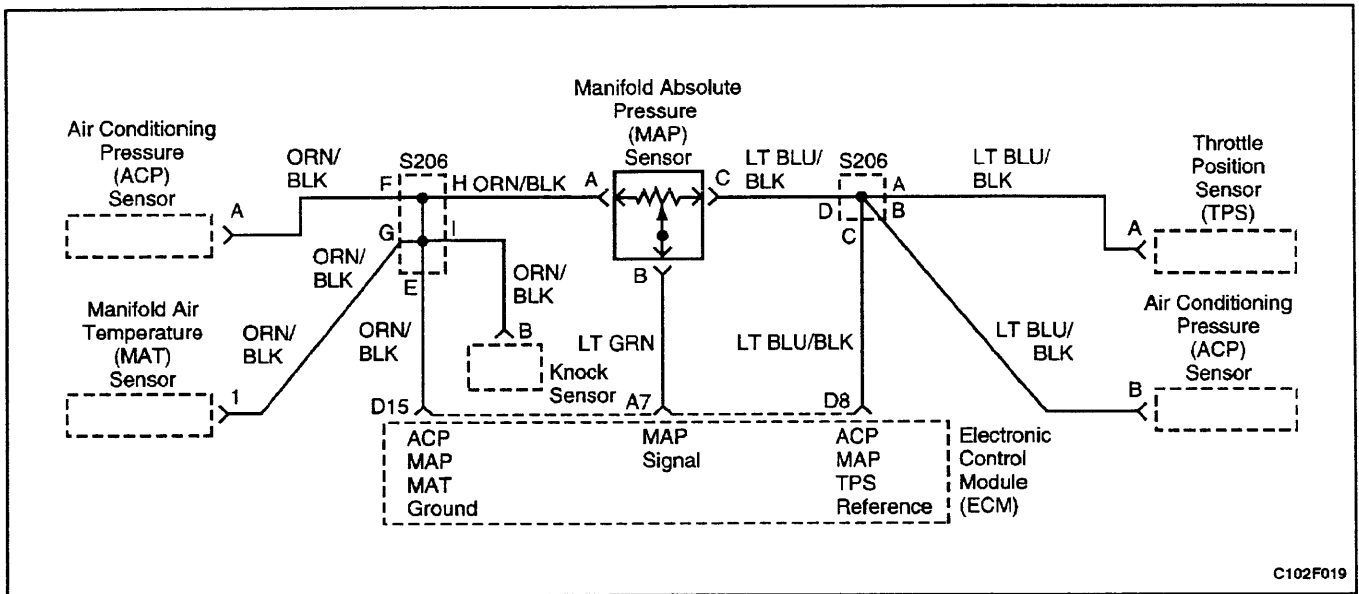 Manifold Absolute
Pressure
(MAP)
Sensor
Air Conditioning
Pressure
(ACP)
Sensor
ORN/
BLK
S206
F
H
ORN/BLK
A
C
LT BLU/
BLK
S206
A
LT BLU/
BLK
Throttle
Position
Sensor
(TPS)
A
D
B
G
I
C
A
ORN/
BLK
ORN/
BLK
B
E
Manifold Air
Temperature
(MAT)
Sensor
ORN/
BLK
ORN/
BLK
B
LT GRN
LT BLU/BLK
LT BLU/
BLK
Air Conditioning
Pressure
(ACP)
Sensor
Knock
Sensor
1
B
D15
A7
D8
ACP
MAP
MAT
Ground
MAP
Signal
ACP
MAP
TPS
Reference
Electronic
Control
Module
(ECM)
C102F019